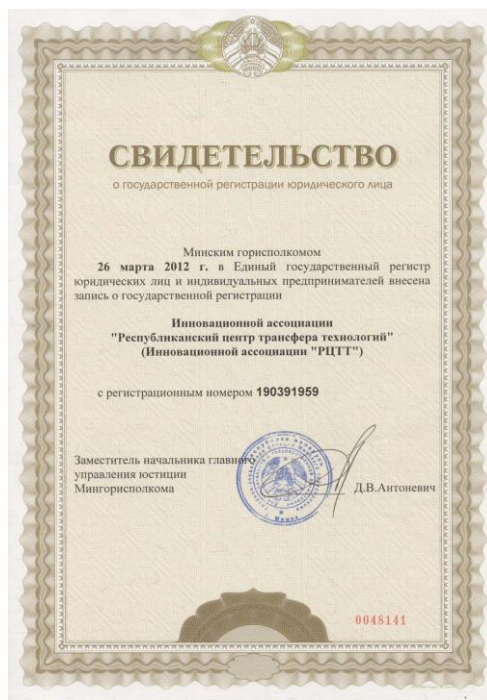 СВИДЕТЕЛЬСТВО
о государственной регистрации юридического лица
Минским горисполкомом
26 марта 2012 г. в Единый государственный регистр
юридических лиц и индивидуальных предпринимателей внесена
запись о государственной регистрации
Инновационной ассоциации
"Республиканский центр трансфера технологий"
(Инновационной ассоциации "РЦТТ")
с регистрационным номером 190391959
Заместитель начальника главного
управления юстиции
Мингорисполкома
Д.В.Антоневич
0048141